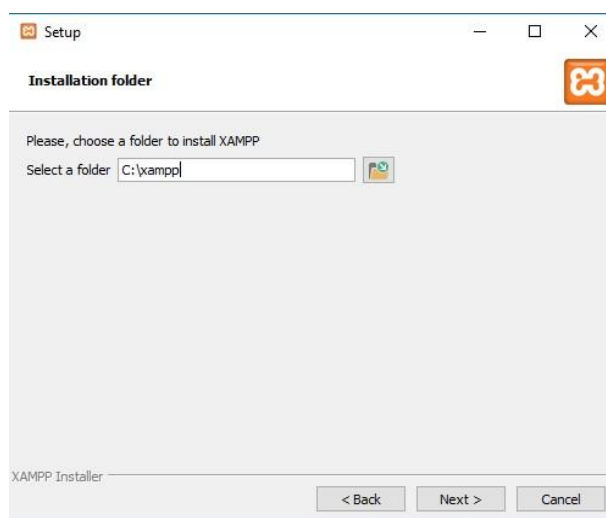 Setup
Installation folder
Please, choose a folder to install XAMPP
Select a folder C:\xampp
XAMPP Installer
< Back Next > Cancel